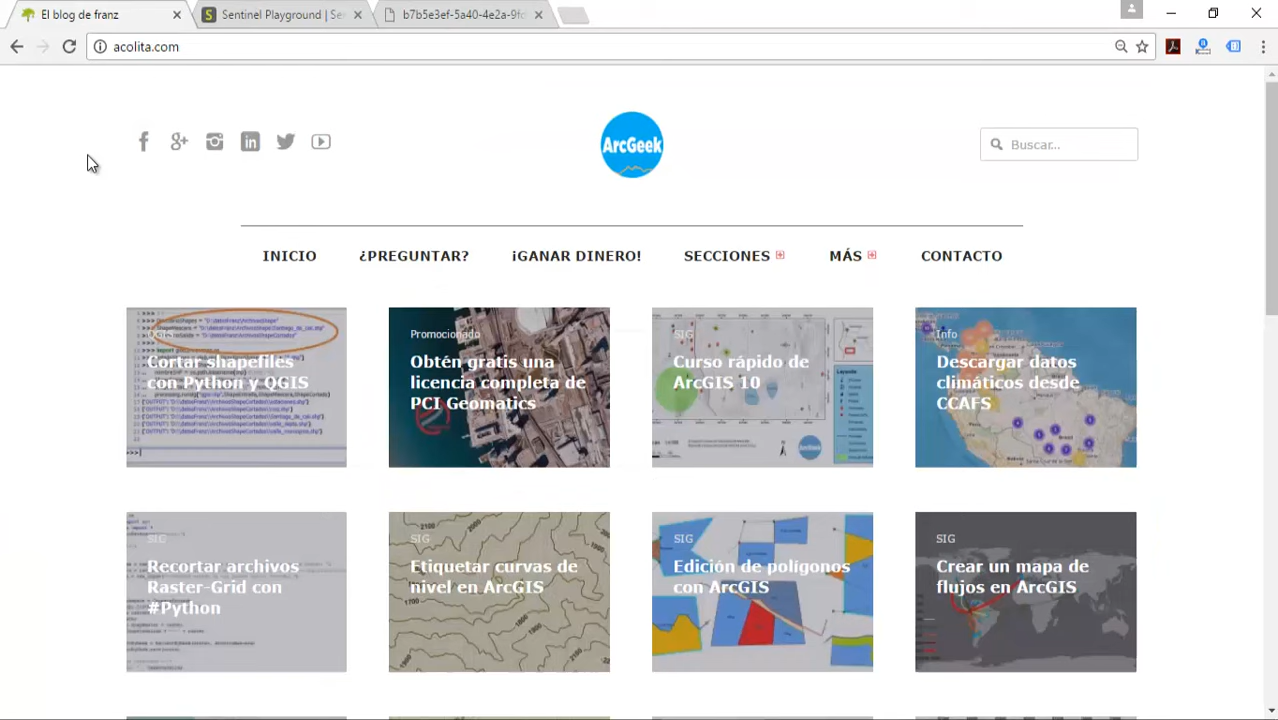 El blog de franz
Sentinel Playground | Se
b7b5e3ef-5a40-4e2a-9f
acolita.com
ArcGeek
Buscar...
INICIO
¿PREGUNTAR?
¡GANAR DINERO!
SECCIONES
MÁS
CONTACTO
QGIS
Cortar shapefiles
con Python y QGIS
Promocionado
Obtén gratis una
licencia completa de
PCI Geomatics
SIG
Curso rápido de
ArcGIS 10
Info
Descargar datos
climáticos desde
CCAFS
SIG
Recortar archivos
Raster-Grid con
#Python
SIG
Etiquetar curvas de
nivel en ArcGIS
SIG
Edición de polígonos
con ArcGIS
SIG
Crear un mapa de
flujos en ArcGIS